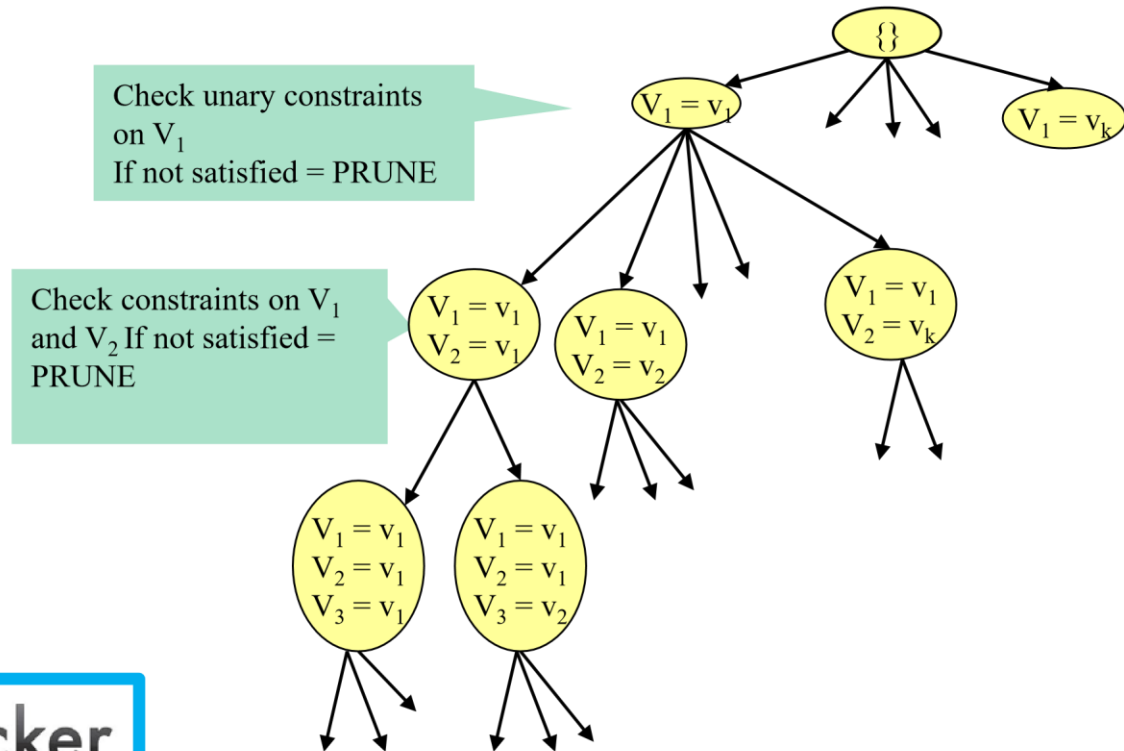 {}
Check unary constraints
on V₁
If not satisfied = PRUNE
V₁ = v₁
V₁ = vₖ
Check constraints on V₁
and V₂ If not satisfied =
PRUNE
V₁ = v₁
V₂ = v₁
V₁ = v₁
V₂ = v₂
V₁ = v₁
V₂ = vₖ
V₁ = v₁
V₂ = v₁
V₃ = v₁
V₁ = v₁
V₂ = v₁
V₃ = v₂